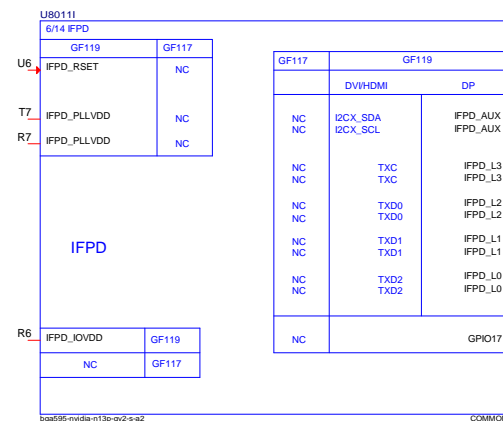 U8011I
6/14 IFPD
GF119 GF117
U6 IFPD_RSET NC
T7 IFPD_PLLVDD NC
R7 IFPD_PLLVDD NC
IFPD
R6 IFPD_IOVDD GF119
NC GF117
GF117 GF119
DVI/HDMI DP
NC I2CX_SDA IFPD_AUX
NC I2CX_SCL IFPD_AUX
NC TXC IFPD_L3
NC TXC IFPD_L3
NC TXD0 IFPD_L2
NC TXD0 IFPD_L2
NC TXD1 IFPD_L1
NC TXD1 IFPD_L1
NC TXD2 IFPD_L0
NC TXD2 IFPD_L0
NC GPIO17
bga595-nvidia-n13p-gv2-s-a2